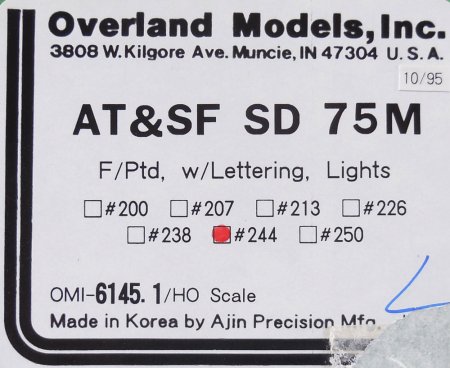 Overland Models, Inc.
3808 W. Kilgore Ave. Muncie, IN 47304 U. S. A.
10/95
AT&SF SD 75M
F/Ptd, w/Lettering, Lights
#200 #207 #213 #226
#238 #244 #250
OMI-6145.1/HO Scale
Made in Korea by Ajin Precision Mfg.